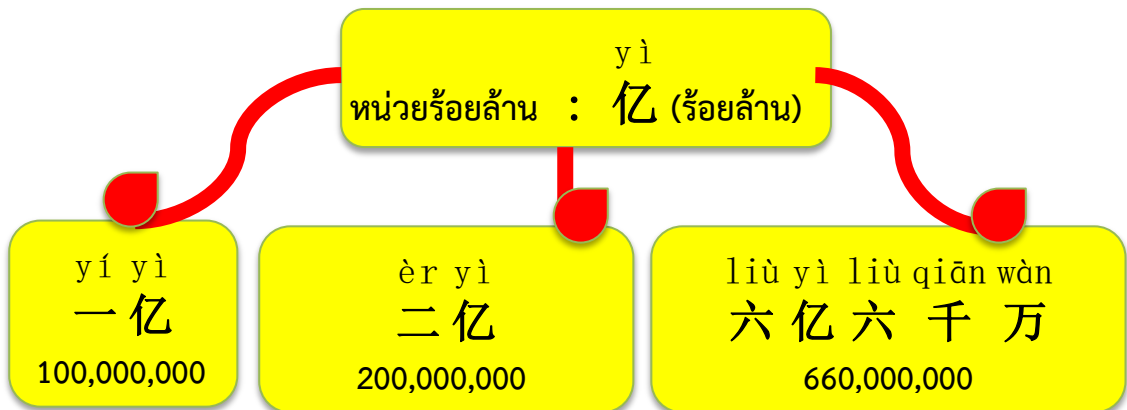 yì
หน่วยร้อยล้าน : 亿 (ร้อยล้าน)
yí yì
一亿
100,000,000
èr yì
二亿
200,000,000
liù yì liù qiān wàn
六亿六千万
660,000,000